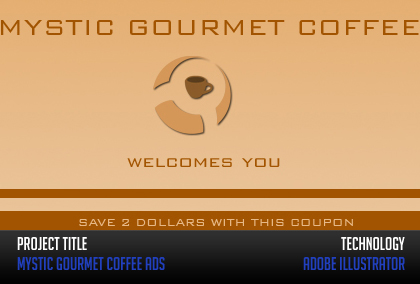 MYSTIC GOURMET COFFEE
WELCOMES YOU
SAVE 2 DOLLARS WITH THIS COUPON
PROJECT TITLE
MYSTIC GOURMET COFFEE ADS
TECHNOLOGY
ADOBE ILLUSTRATOR